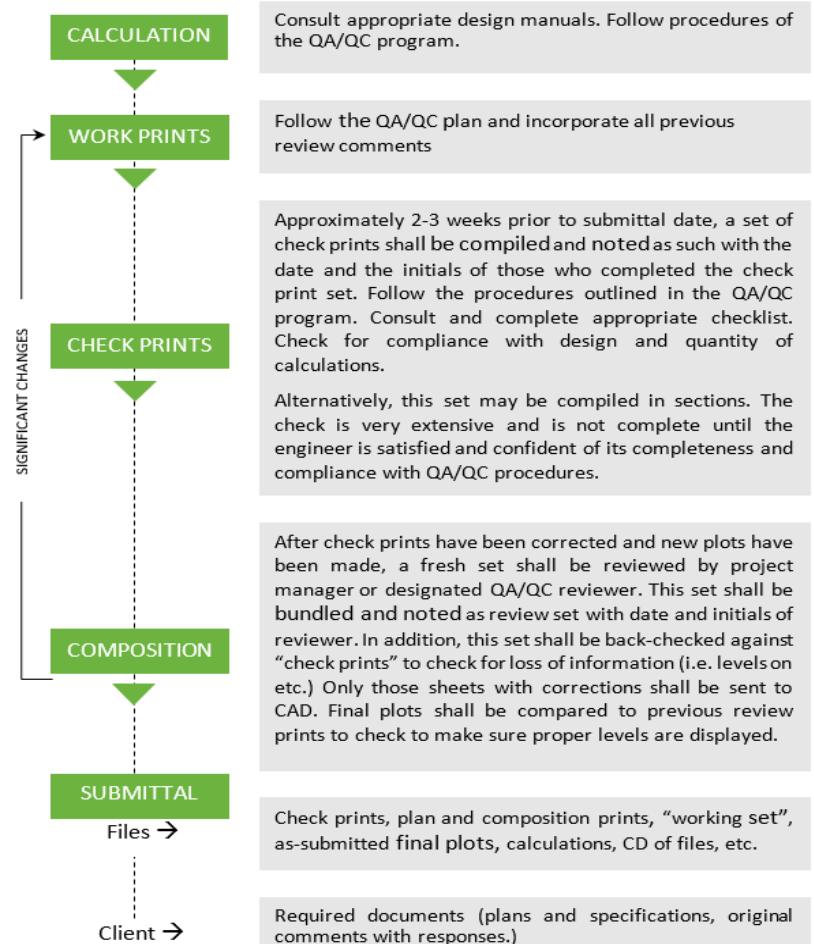 CALCULATION
Consult appropriate design manuals. Follow procedures of
the QA/QC program.
WORK PRINTS
Follow the QA/QC plan and incorporate all previous
review comments
SIGNIFICANT CHANGES
CHECK PRINTS
Approximately 2-3 weeks prior to submittal date, a set of
check prints shall be compiled and noted as such with the
date and the initials of those who completed the check
print set. Follow the procedures outlined in the QA/QC
program. Consult and complete appropriate checklist.
Check for compliance with design and quantity of
calculations.
Alternatively, this set may be compiled in sections. The
check is very extensive and is not complete until the
engineer is satisfied and confident of its completeness and
compliance with QA/QC procedures.
COMPOSITION
After check prints have been corrected and new plots have
been made, a fresh set shall be reviewed by project
manager or designated QA/QC reviewer. This set shall be
bundled and noted as review set with date and initials of
reviewer. In addition, this set shall be back-checked against
“check prints” to check for loss of information (i.e. levels on
etc.) Only those sheets with corrections shall be sent to
CAD. Final plots shall be compared to previous review
prints to check to make sure proper levels are displayed.
SUBMITTAL
Files →
Check prints, plan and composition prints, “working set”,
as-submitted final plots, calculations, CD of files, etc.
Client →
Required documents (plans and specifications, original
comments with responses.)